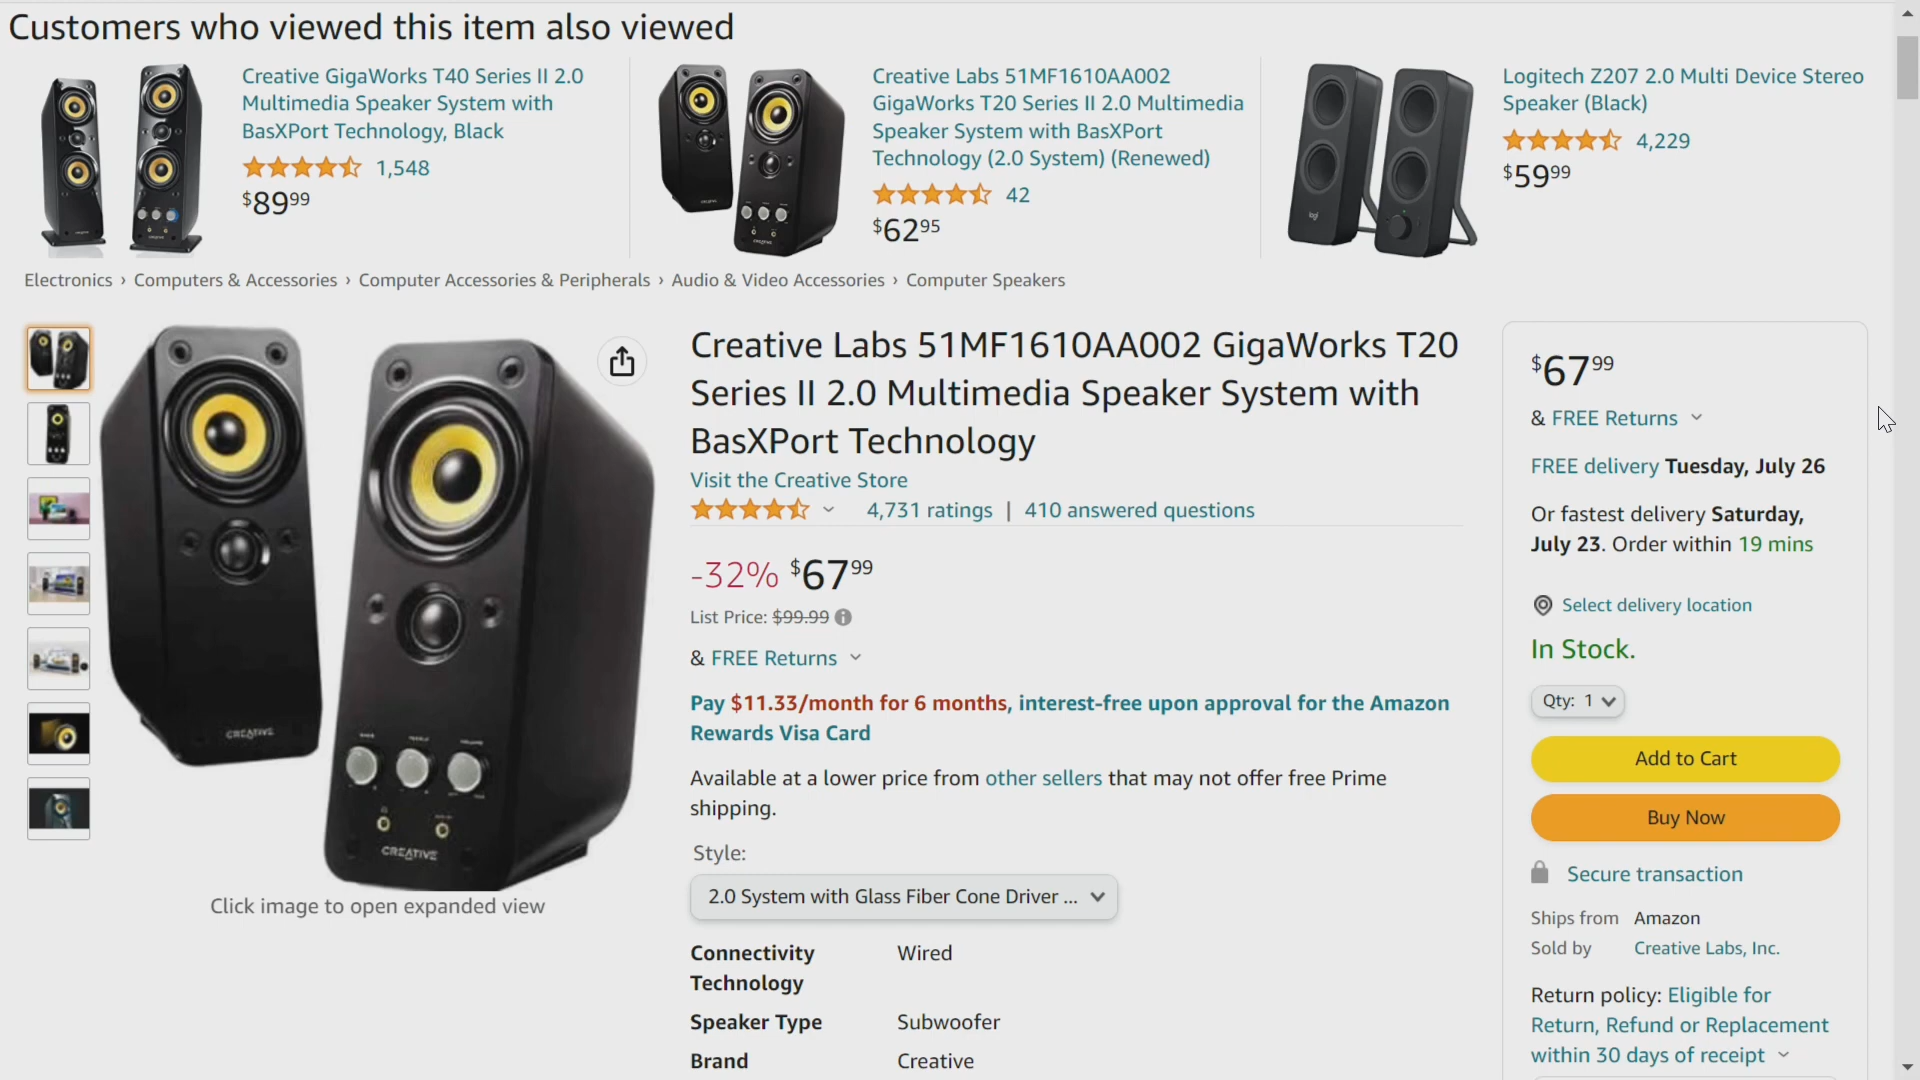 Customers who viewed this item also viewed
Creative GigaWorks T40 Series II 2.0
Multimedia Speaker System with
BasXPort Technology, Black
1,548
$8999
Creative Labs 51MF1610AA002
GigaWorks T20 Series II 2.0 Multimedia
Speaker System with BasXPort
Technology (2.0 System) (Renewed)
42
$6295
Logitech Z207 2.0 Multi Device Stereo
Speaker (Black)
4,229
$5999
Electronics › Computers & Accessories › Computer Accessories & Peripherals › Audio & Video Accessories › Computer Speakers
CREATIVE
CREATIVE
Click image to open expanded view
Creative Labs 51MF1610AA002 GigaWorks T20
Series II 2.0 Multimedia Speaker System with
BasXPort Technology
Visit the Creative Store
4,731 ratings | 410 answered questions
-32% $6799
List Price: $99.99
& FREE Returns
Pay $11.33/month for 6 months, interest-free upon approval for the Amazon
Rewards Visa Card
Available at a lower price from other sellers that may not offer free Prime
shipping.
Style:
2.0 System with Glass Fiber Cone Driver ...
Connectivity Wired
Technology
Speaker Type Subwoofer
Brand Creative
$6799
& FREE Returns
FREE delivery Tuesday, July 26
Or fastest delivery Saturday,
July 23. Order within 19 mins
Select delivery location
In Stock.
Qty: 1
Add to Cart
Buy Now
Secure transaction
Ships from Amazon
Sold by Creative Labs, Inc.
Return policy: Eligible for
Return, Refund or Replacement
within 30 days of receipt